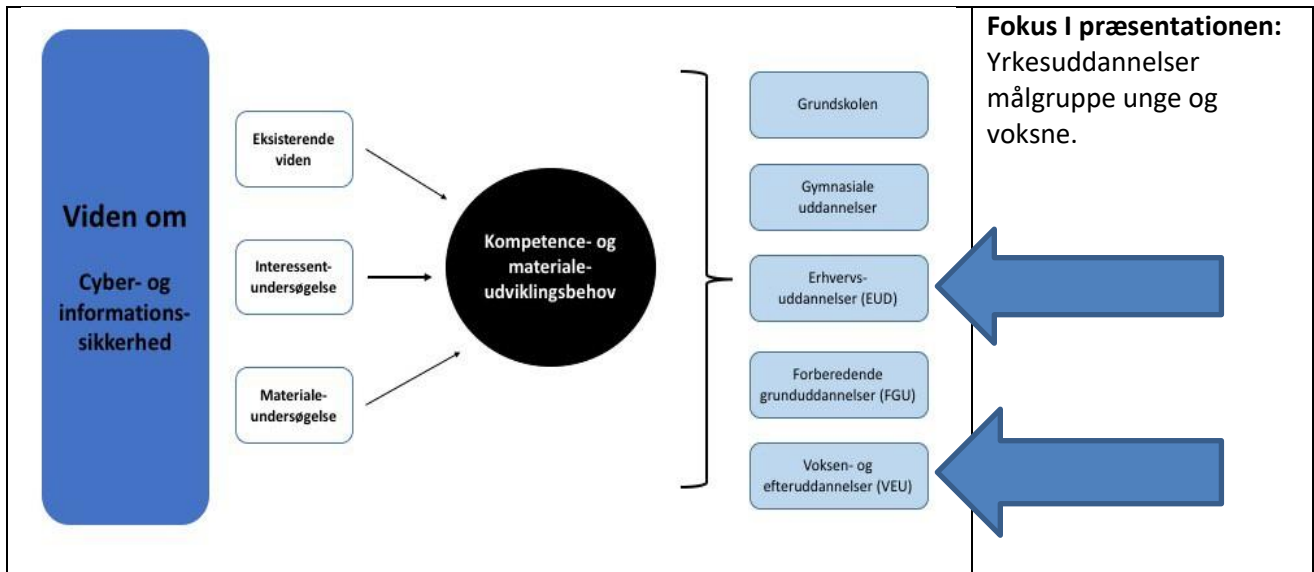 Viden om
Cyber- og
informations-
sikkerhed
Eksisterende
viden
Interessent-
undersøgelse
Materiale-
undersøgelse
Kompetence- og
materiale-
udviklingsbehov
Grundskolen
Gymnasiale
uddannelser
Erhvervs-
uddannelser (EUD)
Forberedende
grunduddannelser (FGU)
Voksen- og
efteruddannelser (VEU)
Fokus I præsentationen:
Yrkesuddannelser
målgruppe unge og
voksne.